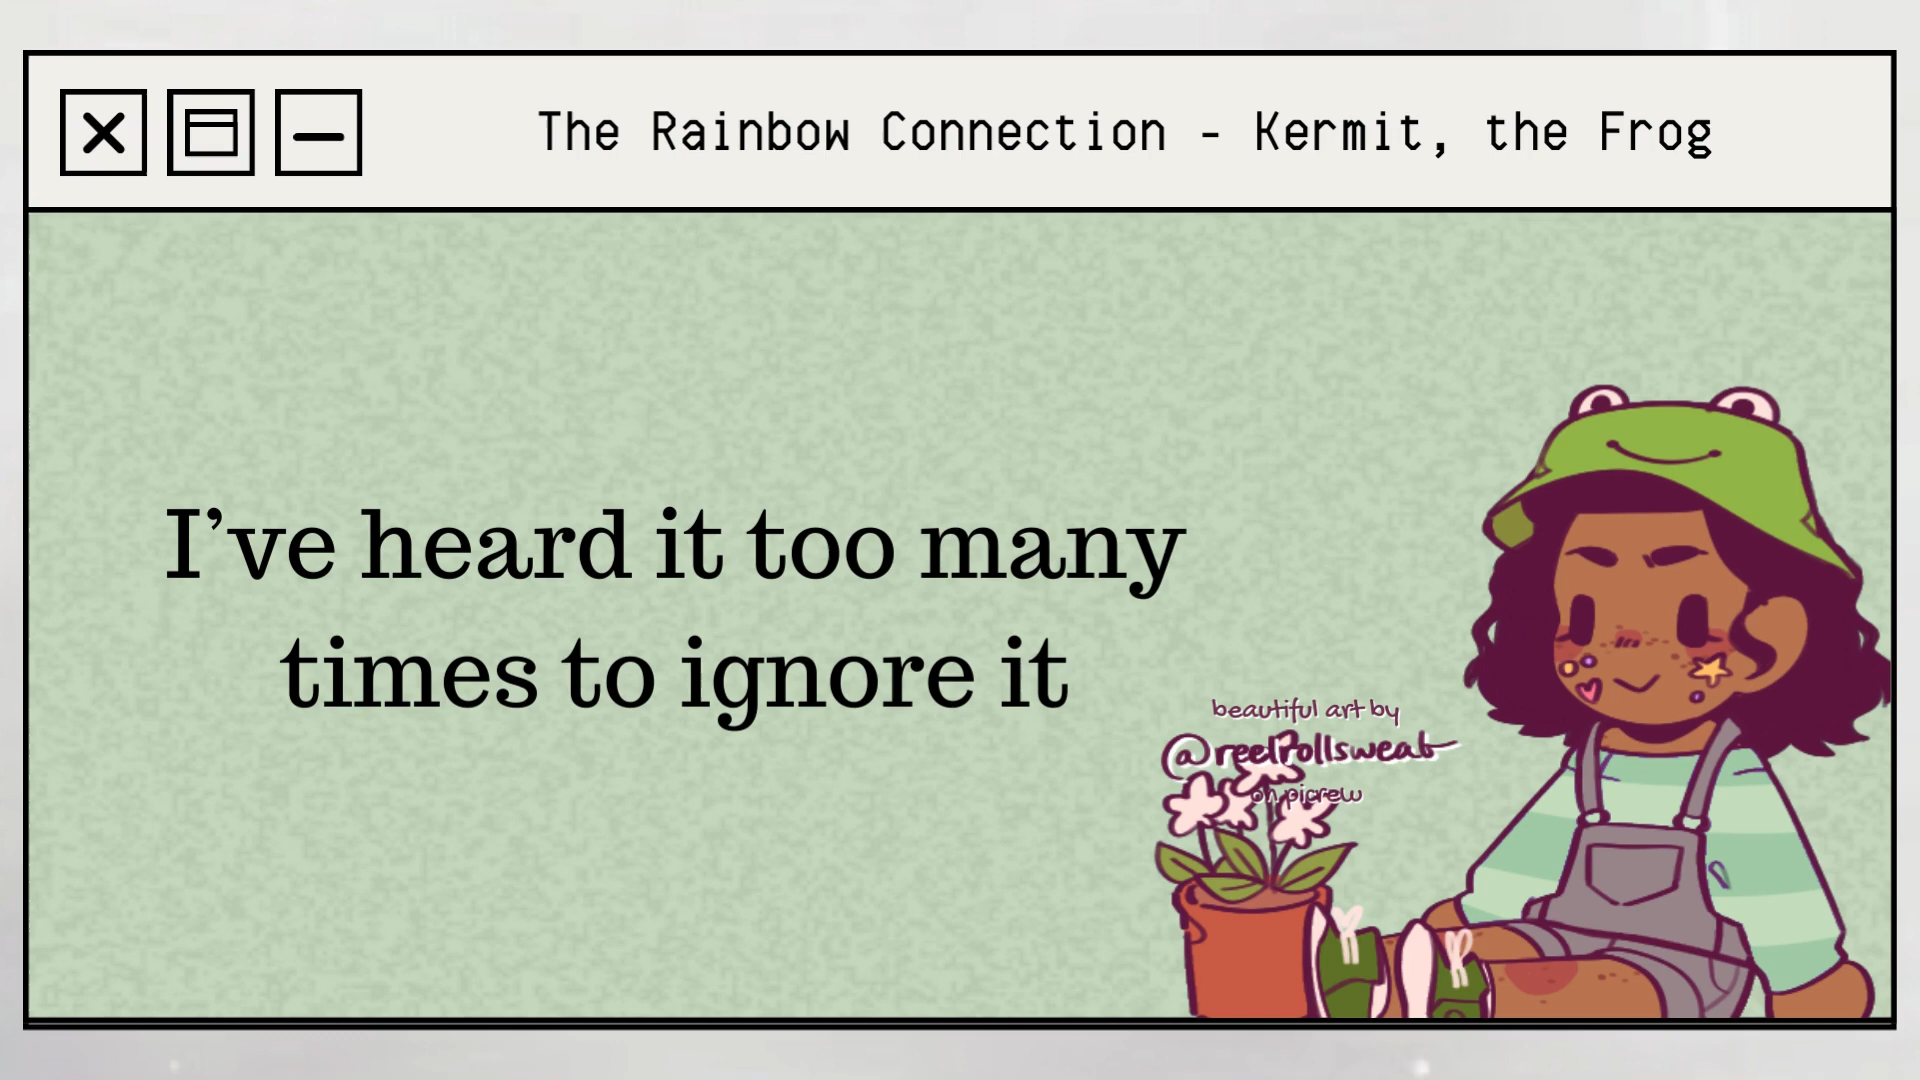 The Rainbow Connection - Kermit, the Frog
I've heard it too many
times to ignore it
beautiful art by
@reelrollsweat
on picrew